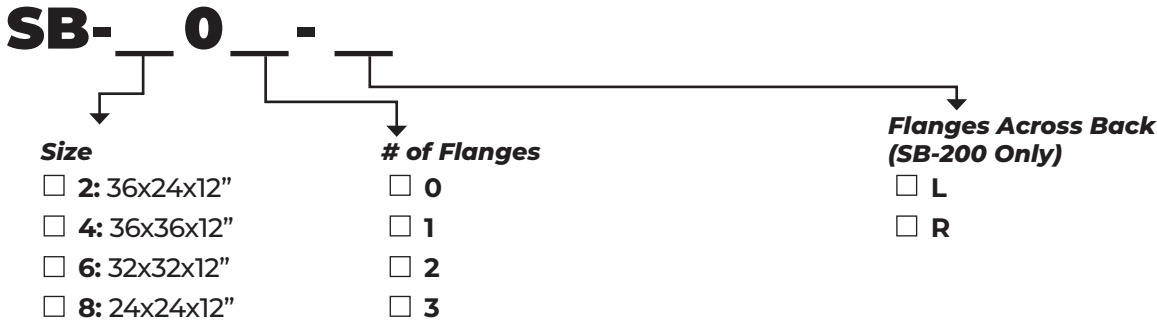 SB-__0__-__
Size
2: 36x24x12”
4: 36x36x12”
6: 32x32x12”
8: 24x24x12”
# of Flanges
0
1
2
3
Flanges Across Back
(SB-200 Only)
L
R